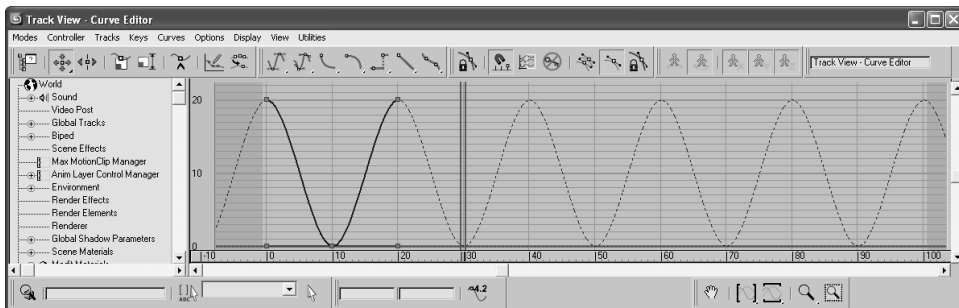 Track View - Curve Editor
Modes Controller Tracks Keys Curves Options Display View Utilities
Track View - Curve Editor
World
Sound
Video Post
Global Tracks
Biped
Scene Effects
Max MotionClip Manager
Anim Layer Control Manager
Environment
Render Effects
Render Elements
Renderer
Global Shadow Parameters
Scene Materials
20
10
0
-10 0 10 20 30 40 50 60 70 80 90 100
ABC
4.2